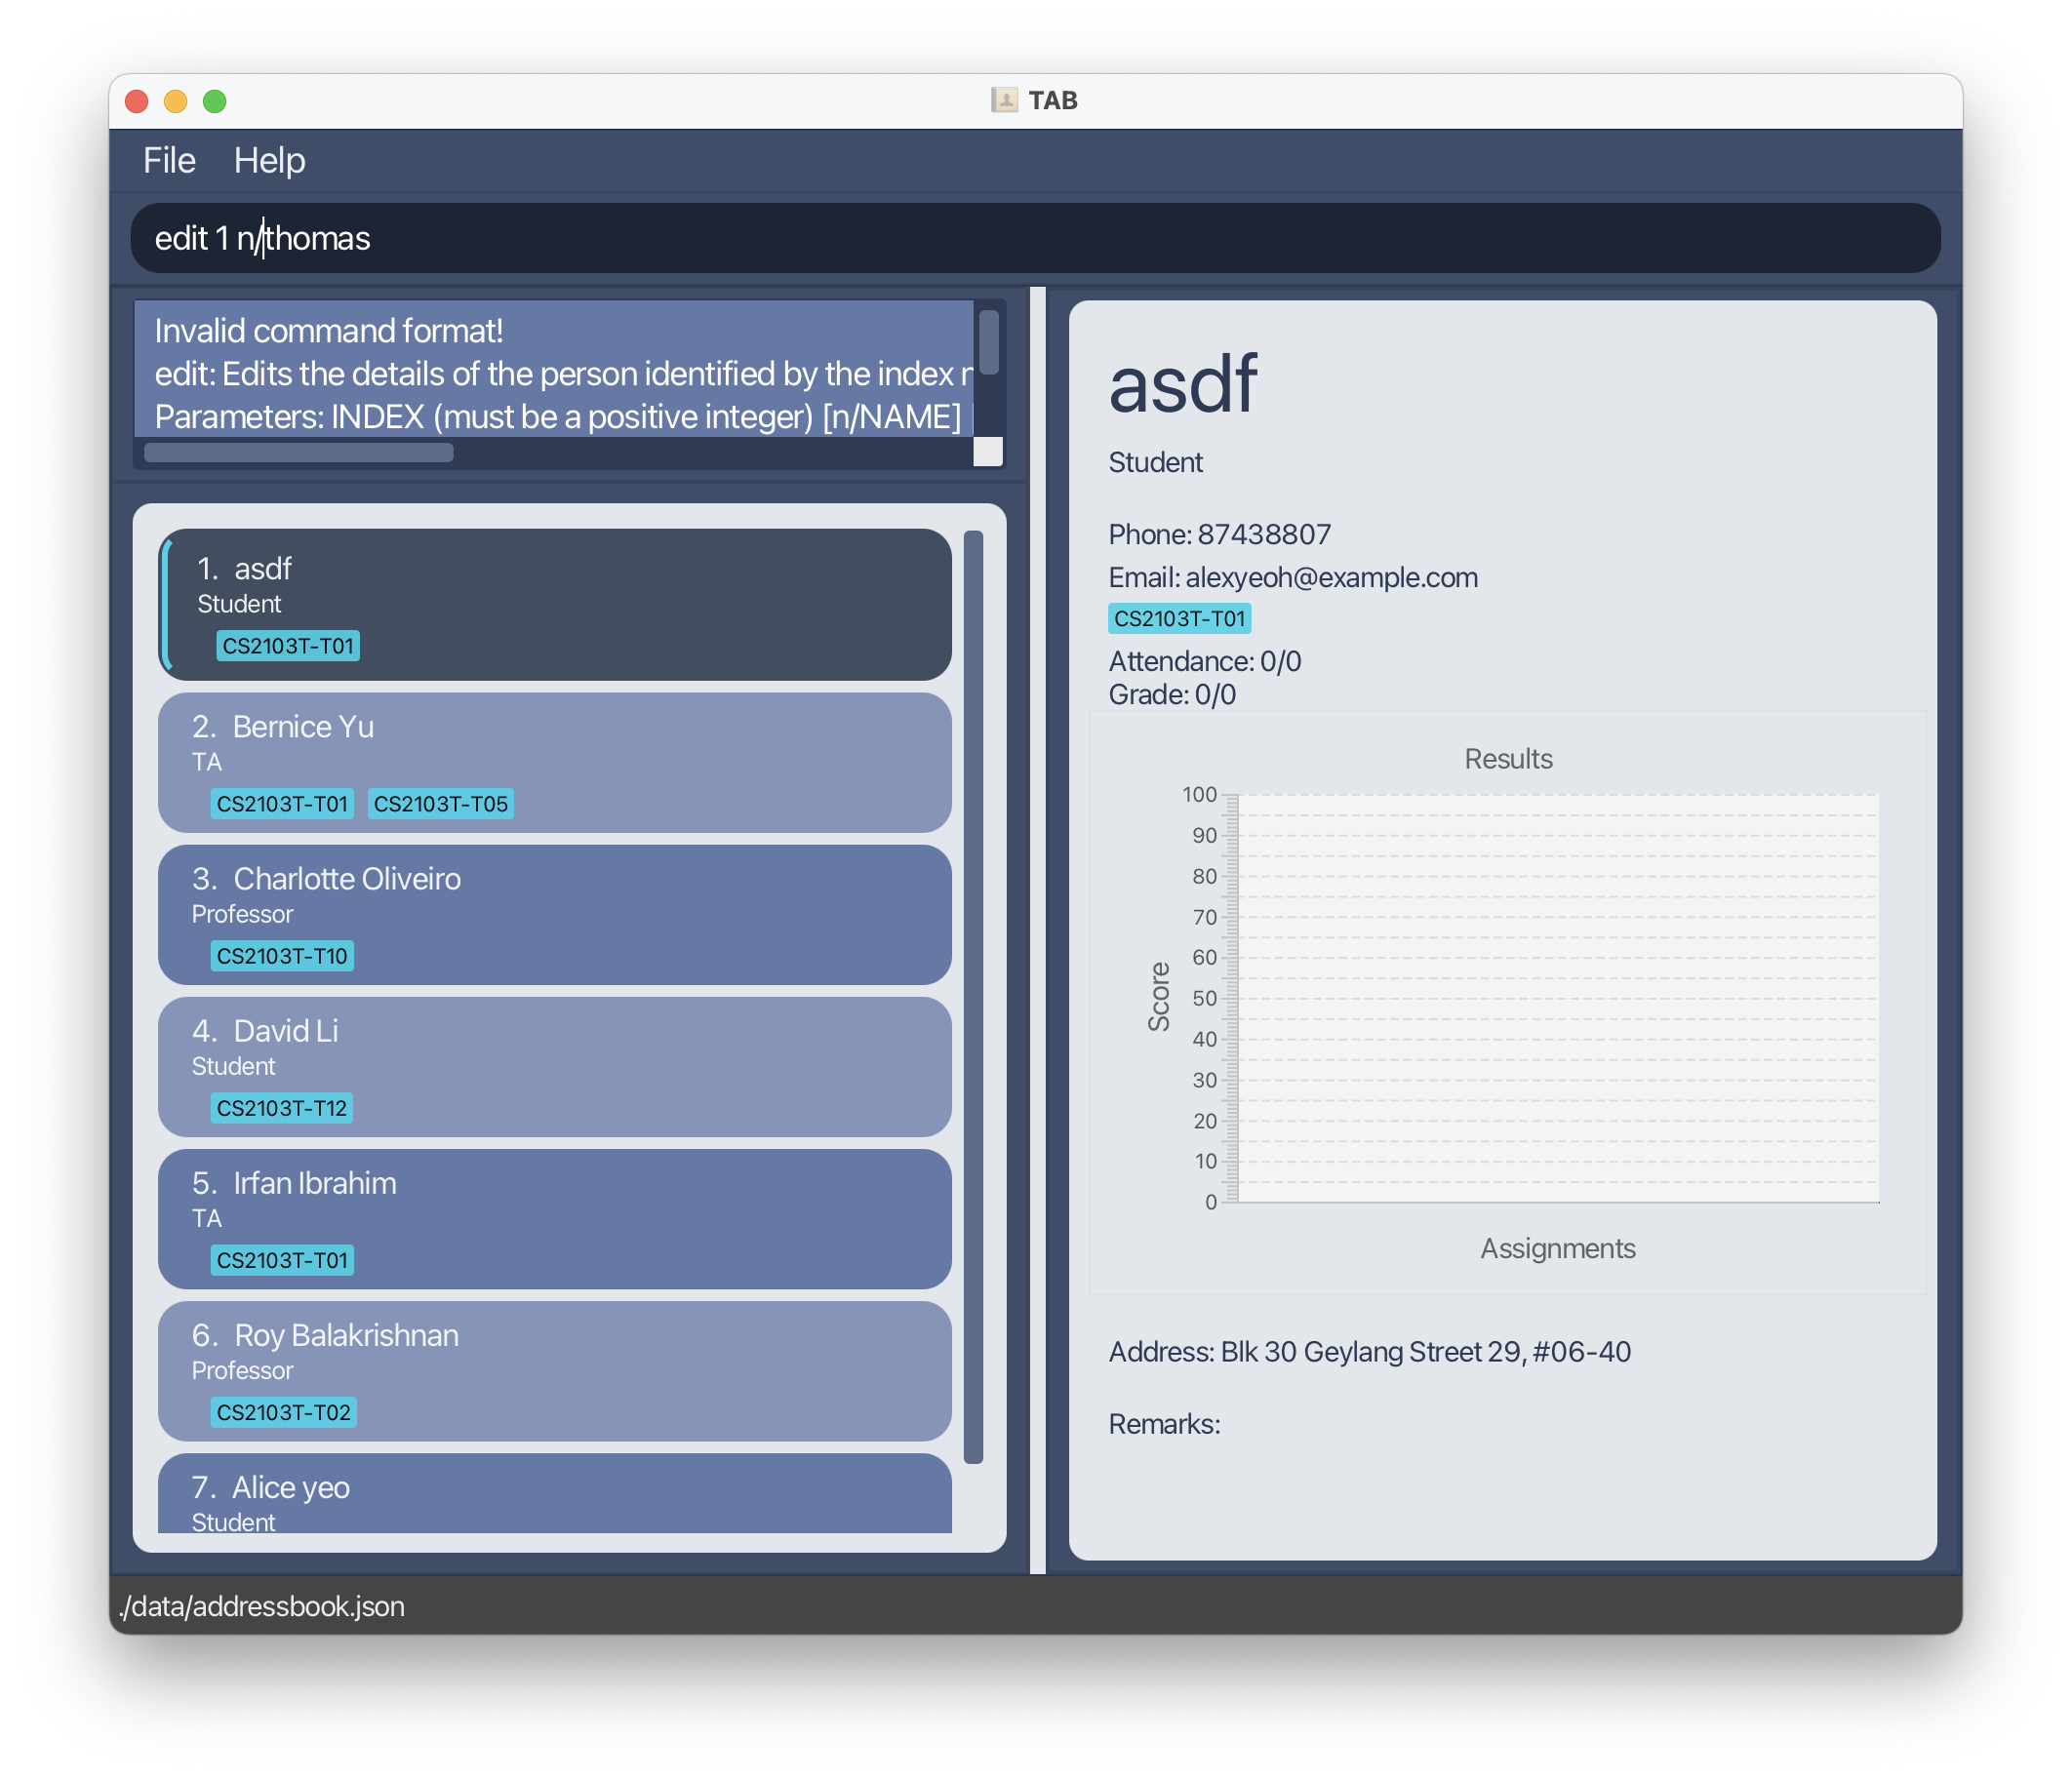 TAB
File Help
edit 1 n/thomas
Invalid command format!
edit: Edits the details of the person identified by the index
Parameters: INDEX (must be a positive integer) [n/NAME]
1. asdf
Student
CS2103T-T01
2. Bernice Yu
TA
CS2103T-T01 CS2103T-T05
3. Charlotte Oliveiro
Professor
CS2103T-T10
4. David Li
Student
CS2103T-T12
5. Irfan Ibrahim
TA
CS2103T-T01
6. Roy Balakrishnan
Professor
CS2103T-T02
7. Alice yeo
Student
asdf
Student
Phone: 87438807
Email: alexyeoh@example.com
CS2103T-T01
Attendance: 0/0
Grade: 0/0
Results
100
90
80
70
60
50
40
30
20
10
0
Score
Assignments
Address: Blk 30 Geylang Street 29, #06-40
Remarks:
./data/addressbook.json